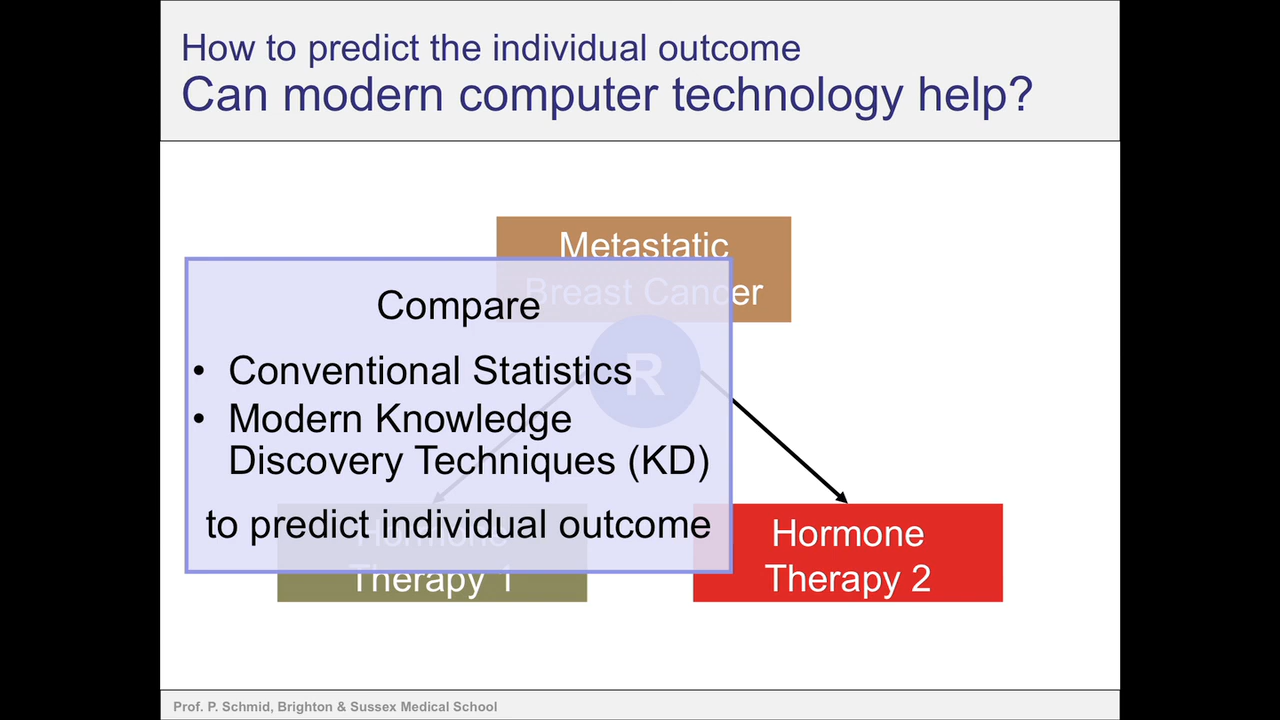 How to predict the individual outcome
Can modern computer technology help?
Metastatic
Breast Cancer
R
Compare
• Conventional Statistics
• Modern Knowledge
Discovery Techniques (KD)
to predict individual outcome
Hormone
Therapy 1
Hormone
Therapy 2
Prof. P. Schmid, Brighton & Sussex Medical School